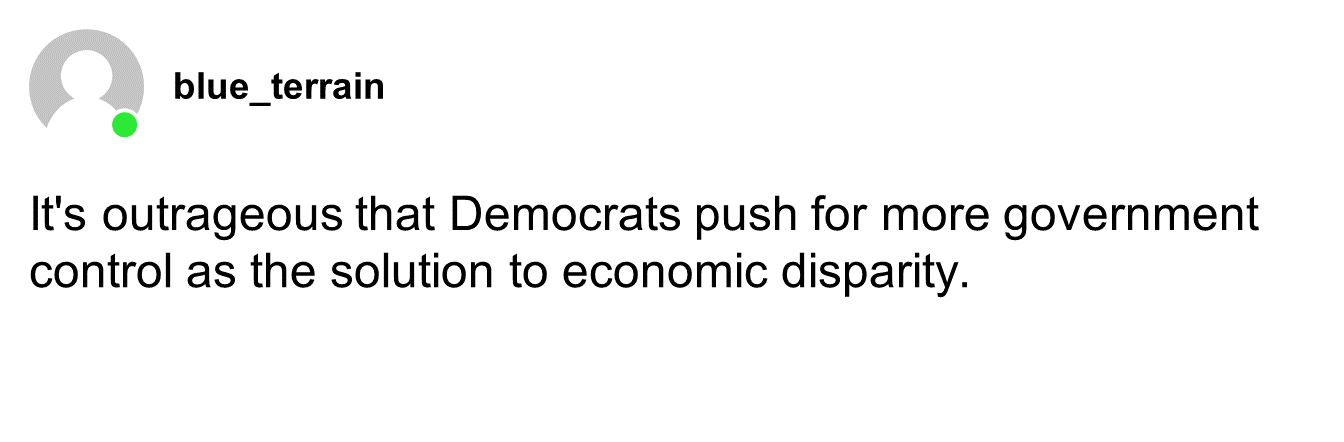 blue_terrain
It's outrageous that Democrats push for more government
control as the solution to economic disparity.